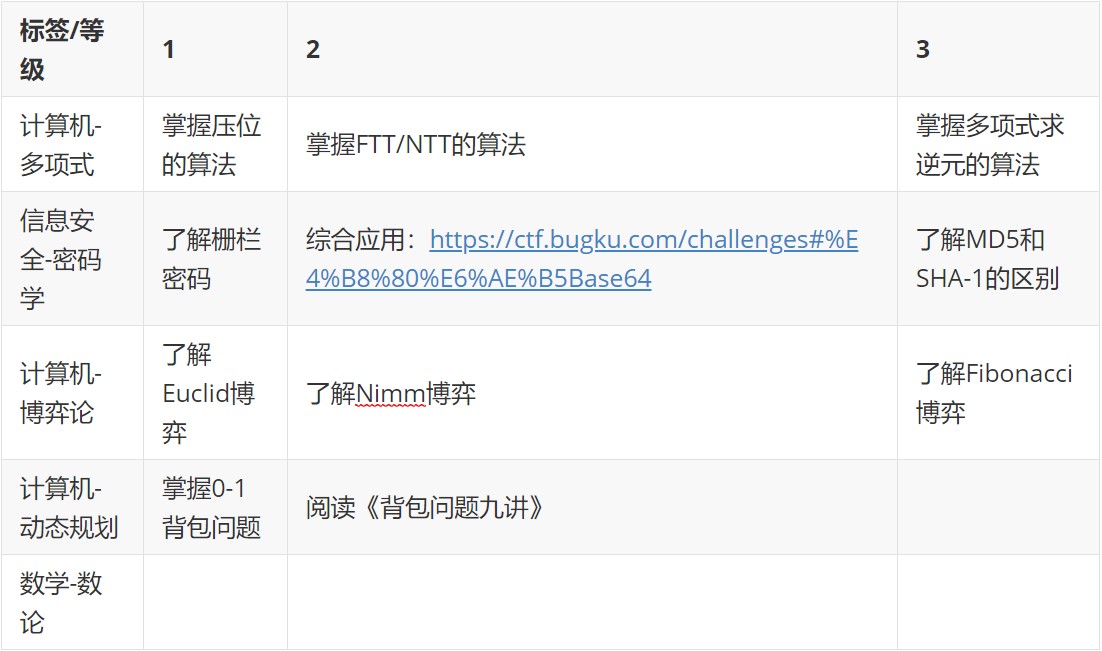 标签/等
级
1
2
3
计算机-
多项式
掌握压位
的算法
掌握FTT/NTT的算法
掌握多项式求
逆元的算法
信息安
全-密码
学
了解栅栏
密码
综合应用：https://ctf.bugku.com/challenges#%E
4%B8%80%E6%AE%B5Base64
了解MD5和
SHA-1的区别
计算机-
博弈论
了解
Euclid博
弈
了解Nimm博弈
了解Fibonacci
博弈
计算机-
动态规划
掌握0-1
背包问题
阅读《背包问题九讲》
数学-数
论